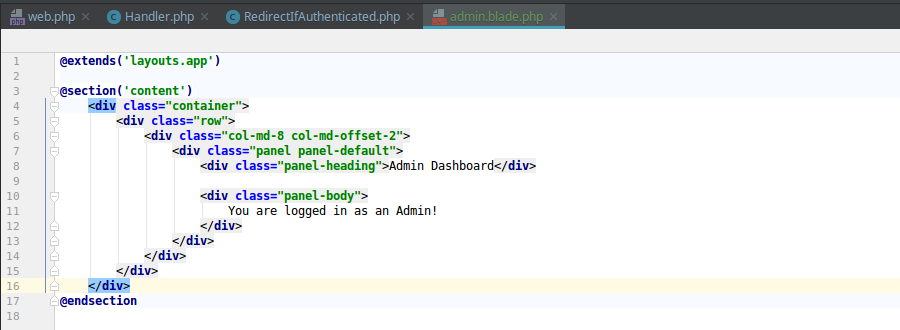 web.php Handler.php RedirectIfAuthenticated.php admin.blade.php
1 @extends('layouts.app')
2
3 @section('content')
4     <div class="container">
5         <div class="row">
6             <div class="col-md-8 col-md-offset-2">
7                 <div class="panel panel-default">
8                     <div class="panel-heading">Admin Dashboard</div>
9
10                     <div class="panel-body">
11                         You are logged in as an Admin!
12                     </div>
13                 </div>
14             </div>
15         </div>
16     </div>
17 @endsection
18